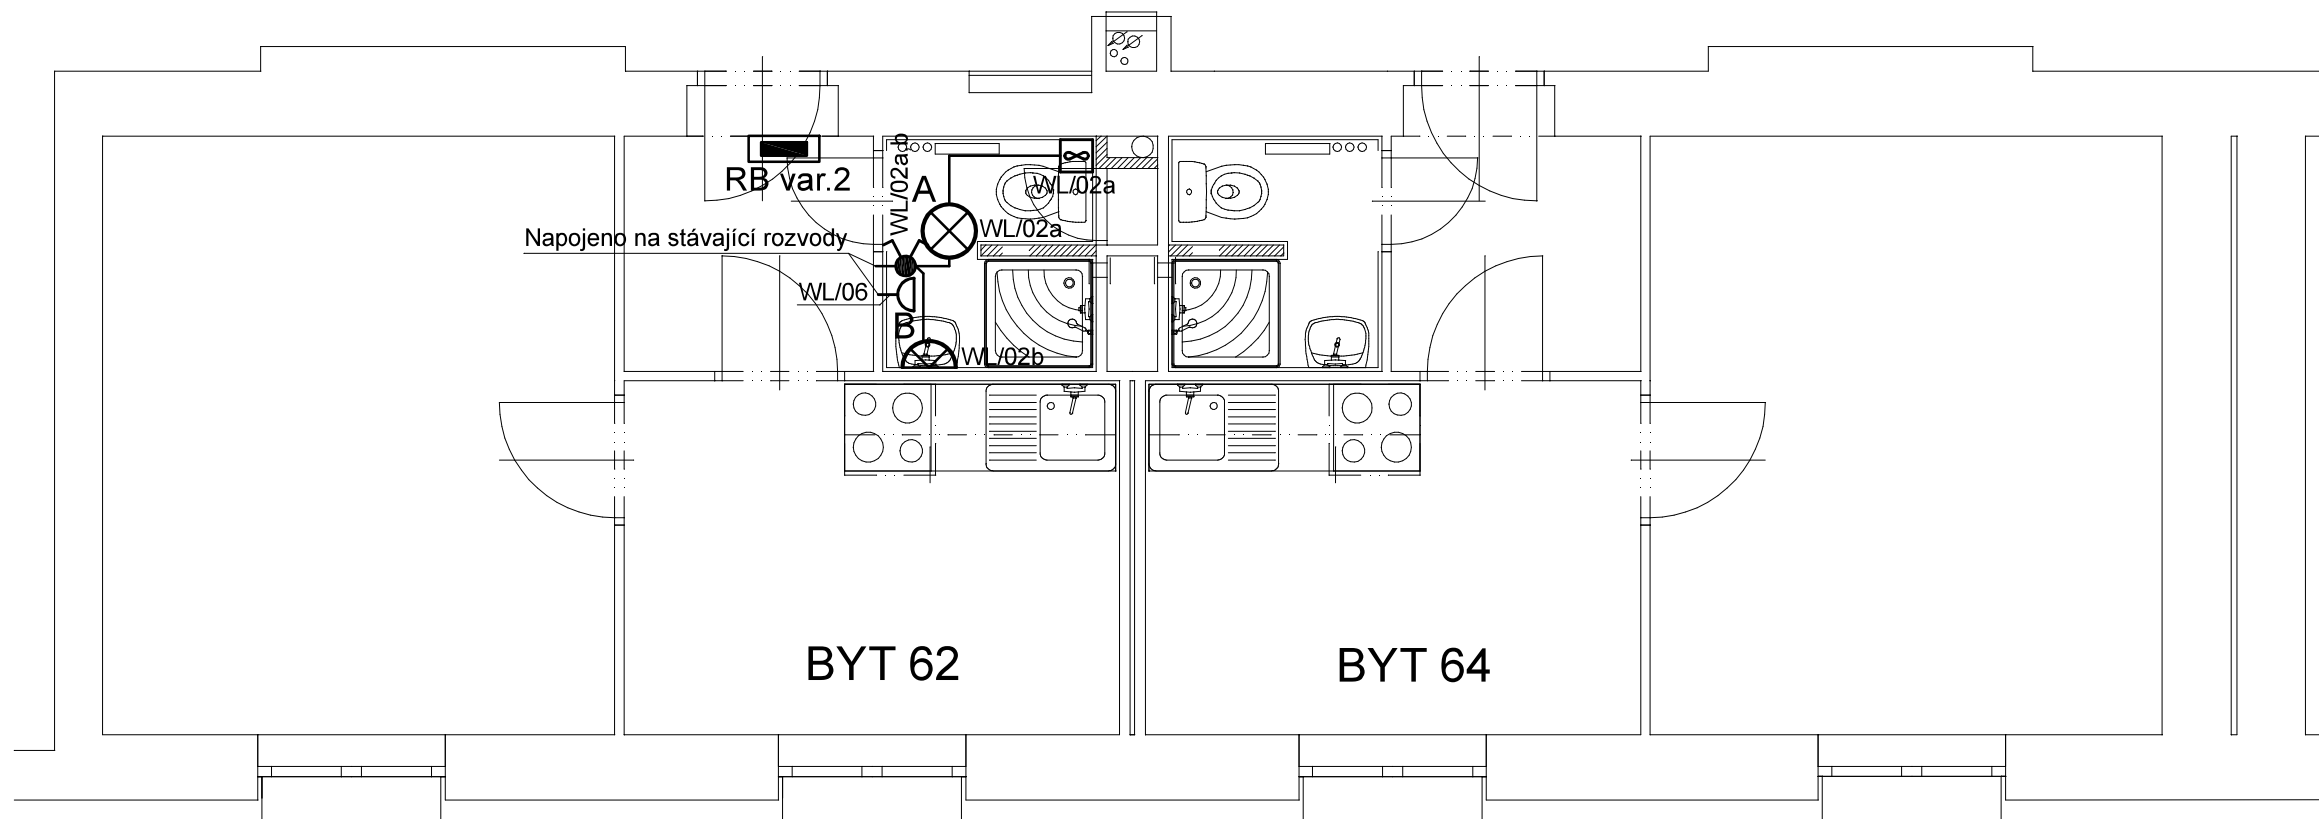 WL/02a,b
RB var.2
A
WL/02a
WL/02a
Napojeno na stávající rozvody
WL/06
B
WL/02b
BYT 62
BYT 64